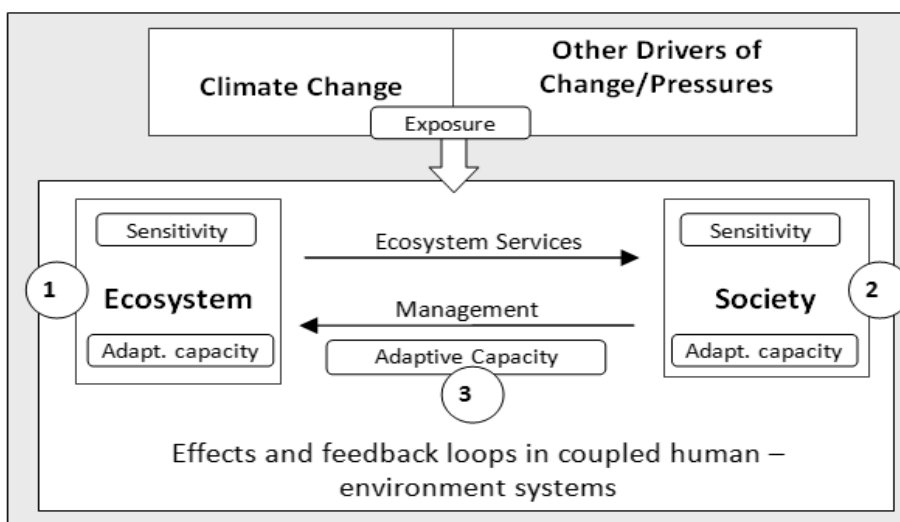 Climate Change
Other Drivers of
Change/Pressures
Exposure
Sensitivity
1
Ecosystem
Adapt. capacity
Ecosystem Services
Management
Adaptive Capacity
3
Sensitivity
Society
2
Adapt. capacity
Effects and feedback loops in coupled human –
environment systems